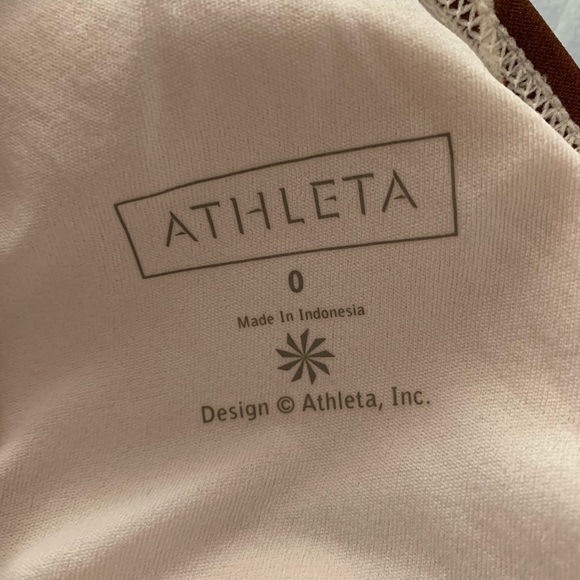 ATHLETA
0
Made In Indonesia
Design © Athleta, Inc.